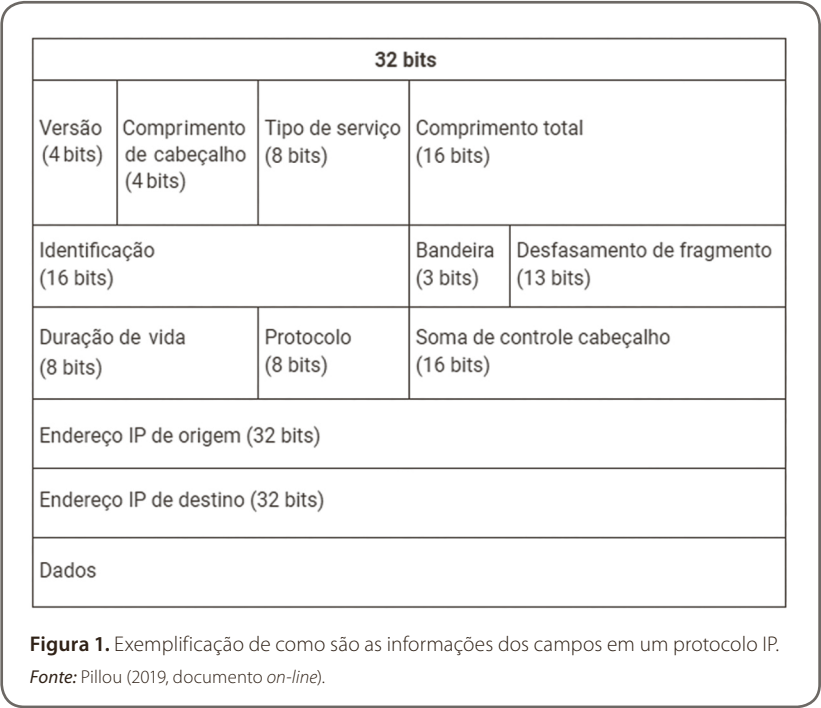 32 bits
Versão
(4 bits)
Comprimento
de cabeçalho
(4 bits)
Tipo de serviço
(8 bits)
Comprimento total
(16 bits)
Identificação
(16 bits)
Bandeira
(3 bits)
Desfasamento de fragmento
(13 bits)
Duração de vida
(8 bits)
Protocolo
(8 bits)
Soma de controle cabeçalho
(16 bits)
Endereço IP de origem (32 bits)
Endereço IP de destino (32 bits)
Dados
Figura 1. Exemplificação de como são as informações dos campos em um protocolo IP.
Fonte: Pillou (2019, documento on-line).